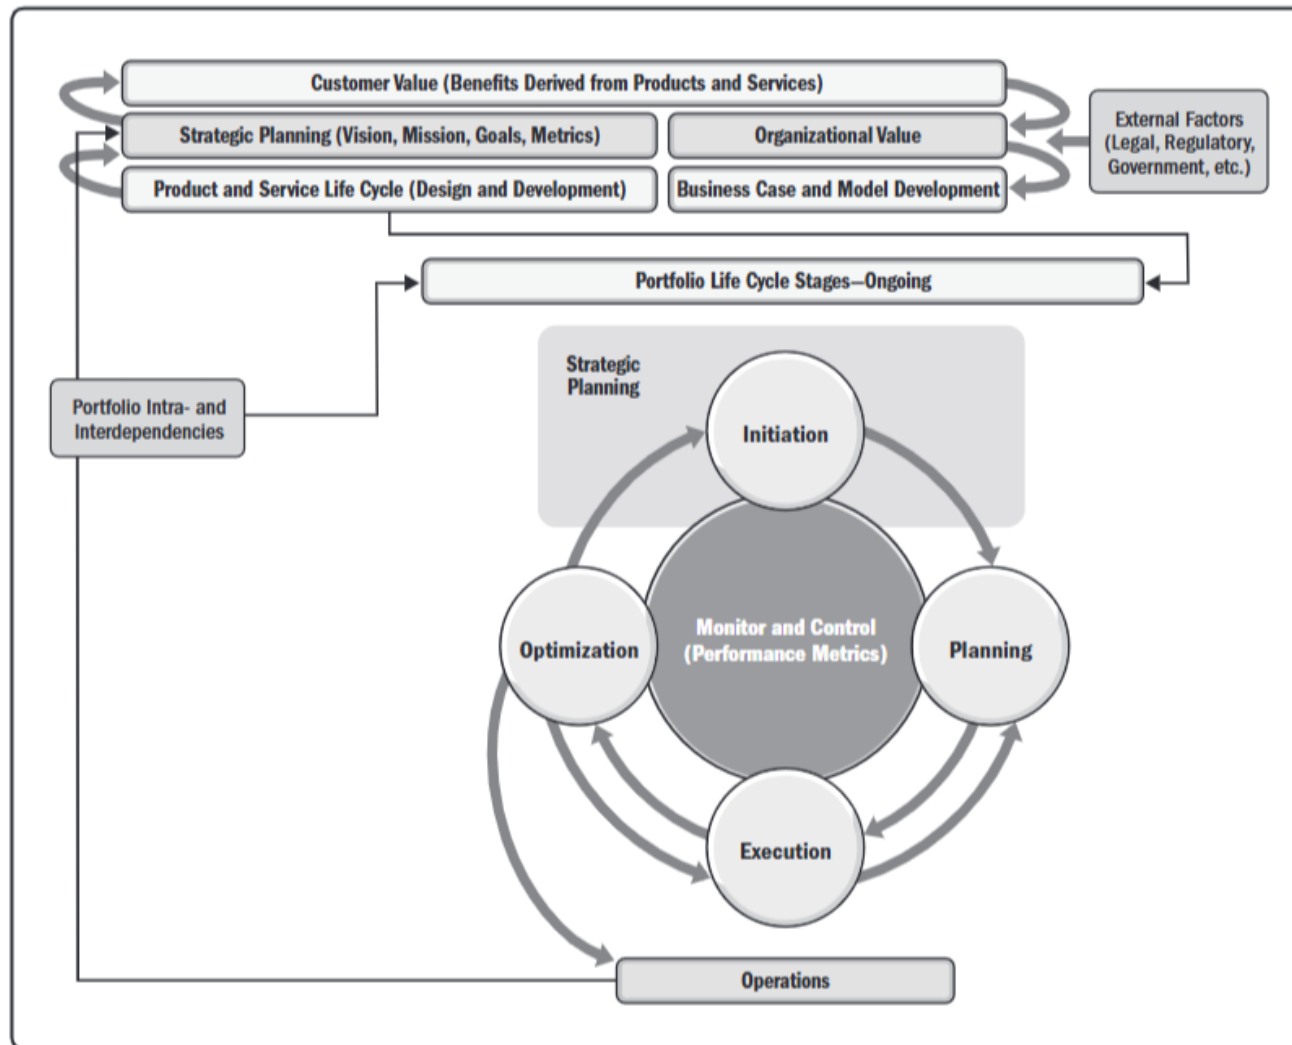 Customer Value (Benefits Derived from Products and Services)
Strategic Planning (Vision, Mission, Goals, Metrics)
Organizational Value
External Factors
(Legal, Regulatory,
Government, etc.)
Product and Service Life Cycle (Design and Development)
Business Case and Model Development
Portfolio Life Cycle Stages—Ongoing
Strategic
Planning
Portfolio Intra- and
Interdependencies
Initiation
Monitor and Control
(Performance Metrics)
Optimization
Planning
Execution
Operations